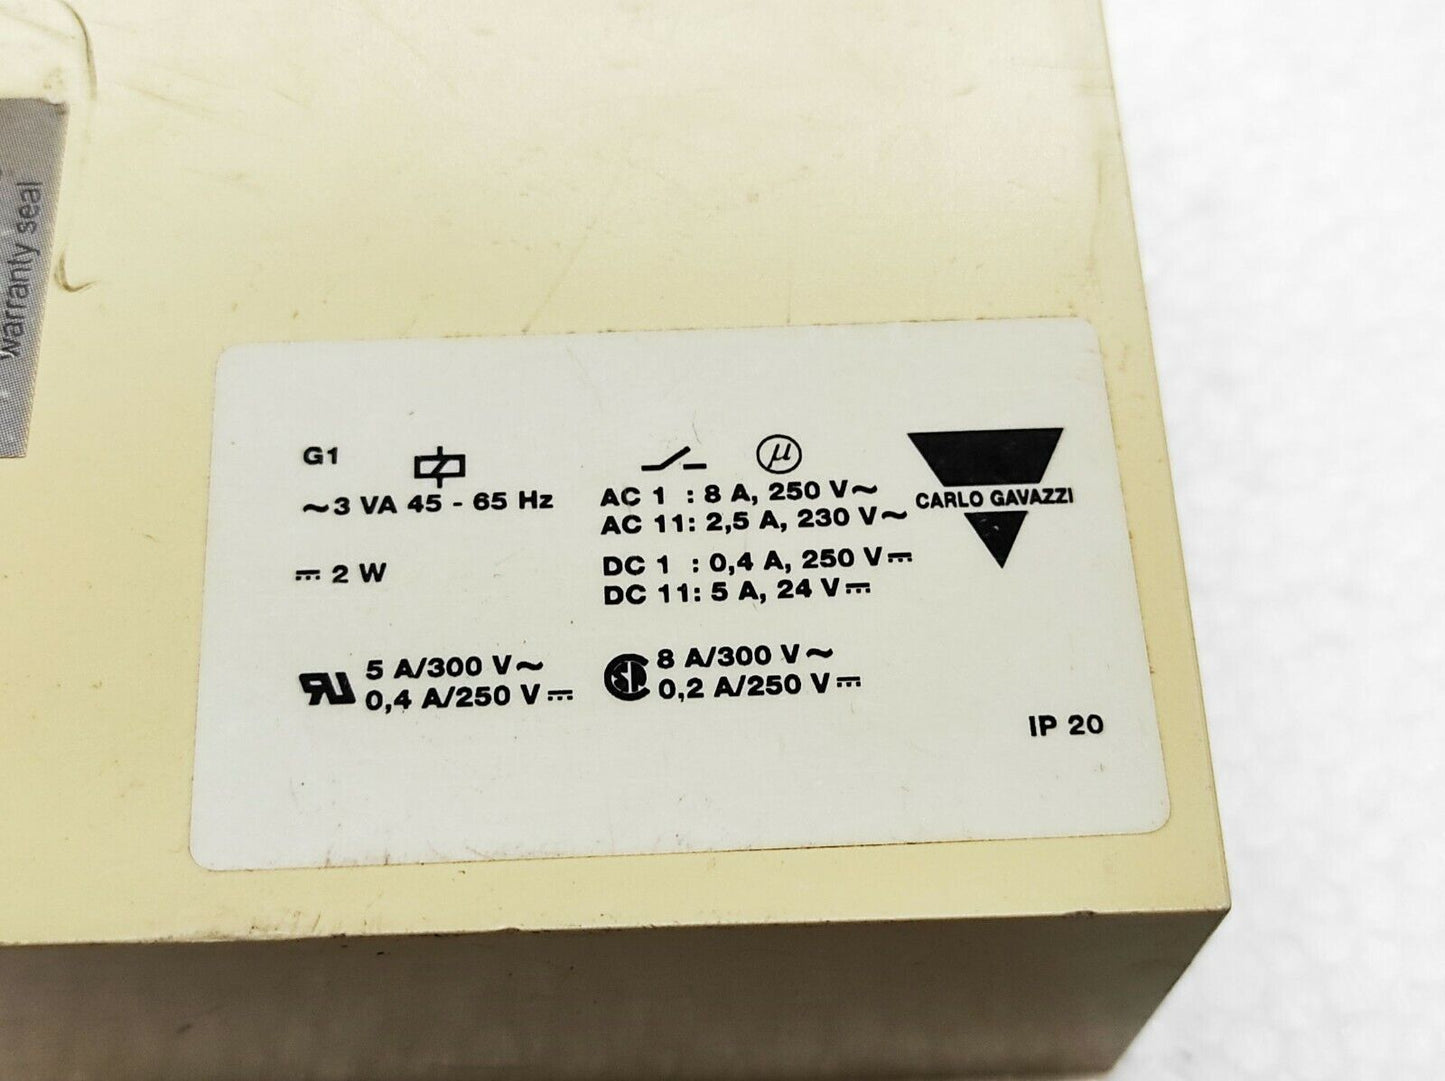 warranty seal
G1
~3 VA 45 - 65 Hz
⎓ 2 W
μ
AC 1 : 8 A, 250 V~
AC 11: 2,5 A, 230 V~
DC 1 : 0,4 A, 250 V⎓
DC 11: 5 A, 24 V⎓
CARLO GAVAZZI
RU 5 A/300 V~
0,4 A/250 V⎓
CSA 8 A/300 V~
0,2 A/250 V⎓
IP 20